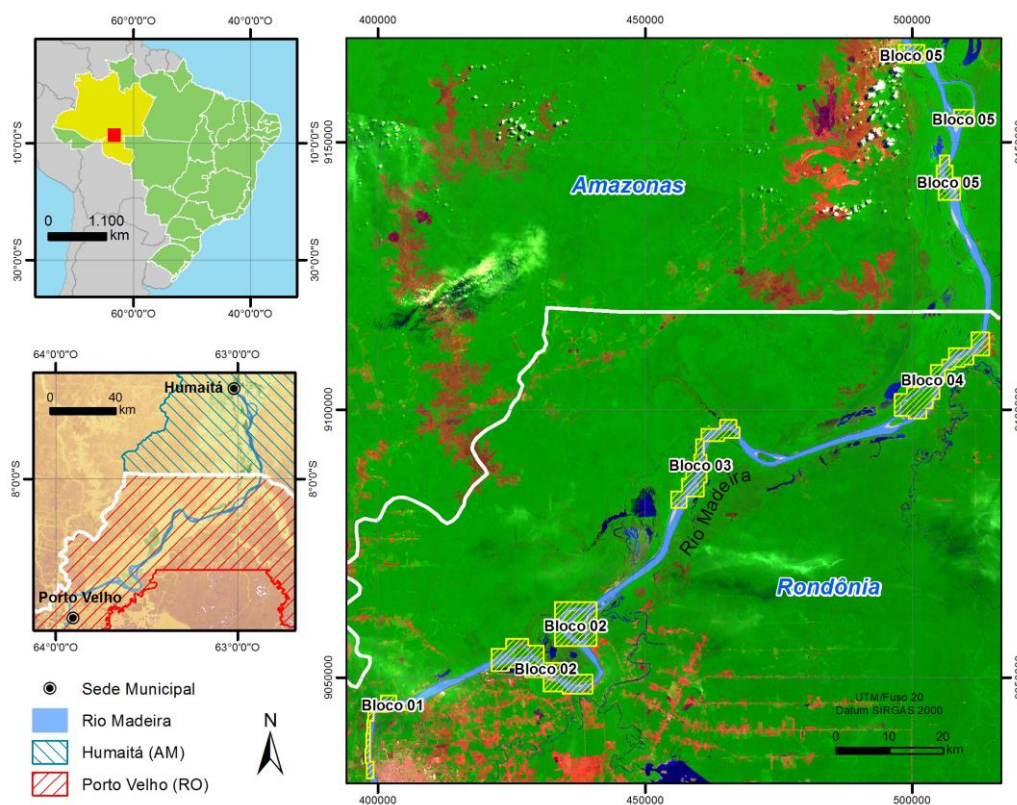 60°0'0"O 40°0'0"O
10°0'0"S 10°0'0"S
0 1.100
km
30°0'0"S 30°0'0"S
60°0'0"O 40°0'0"O
64°0'0"O 63°0'0"O
Humaitá
0 40
km
8°0'0"S 8°0'0"S
Porto Velho
64°0'0"O 63°0'0"O
Sede Municipal
Rio Madeira
Humaitá (AM)
Porto Velho (RO)
N
400000 450000 500000
Bloco 05
Bloco 05
9150000 9150000
Bloco 05
Amazonas
Bloco 04
9100000 9100000
Bloco 03
Rio Madeira
Rondônia
Bloco 02
Bloco 02
9050000 9050000
Bloco 01
UTM/Fuso 20
Datum SIRGAS 2000
0 10 20
km
400000 450000 500000